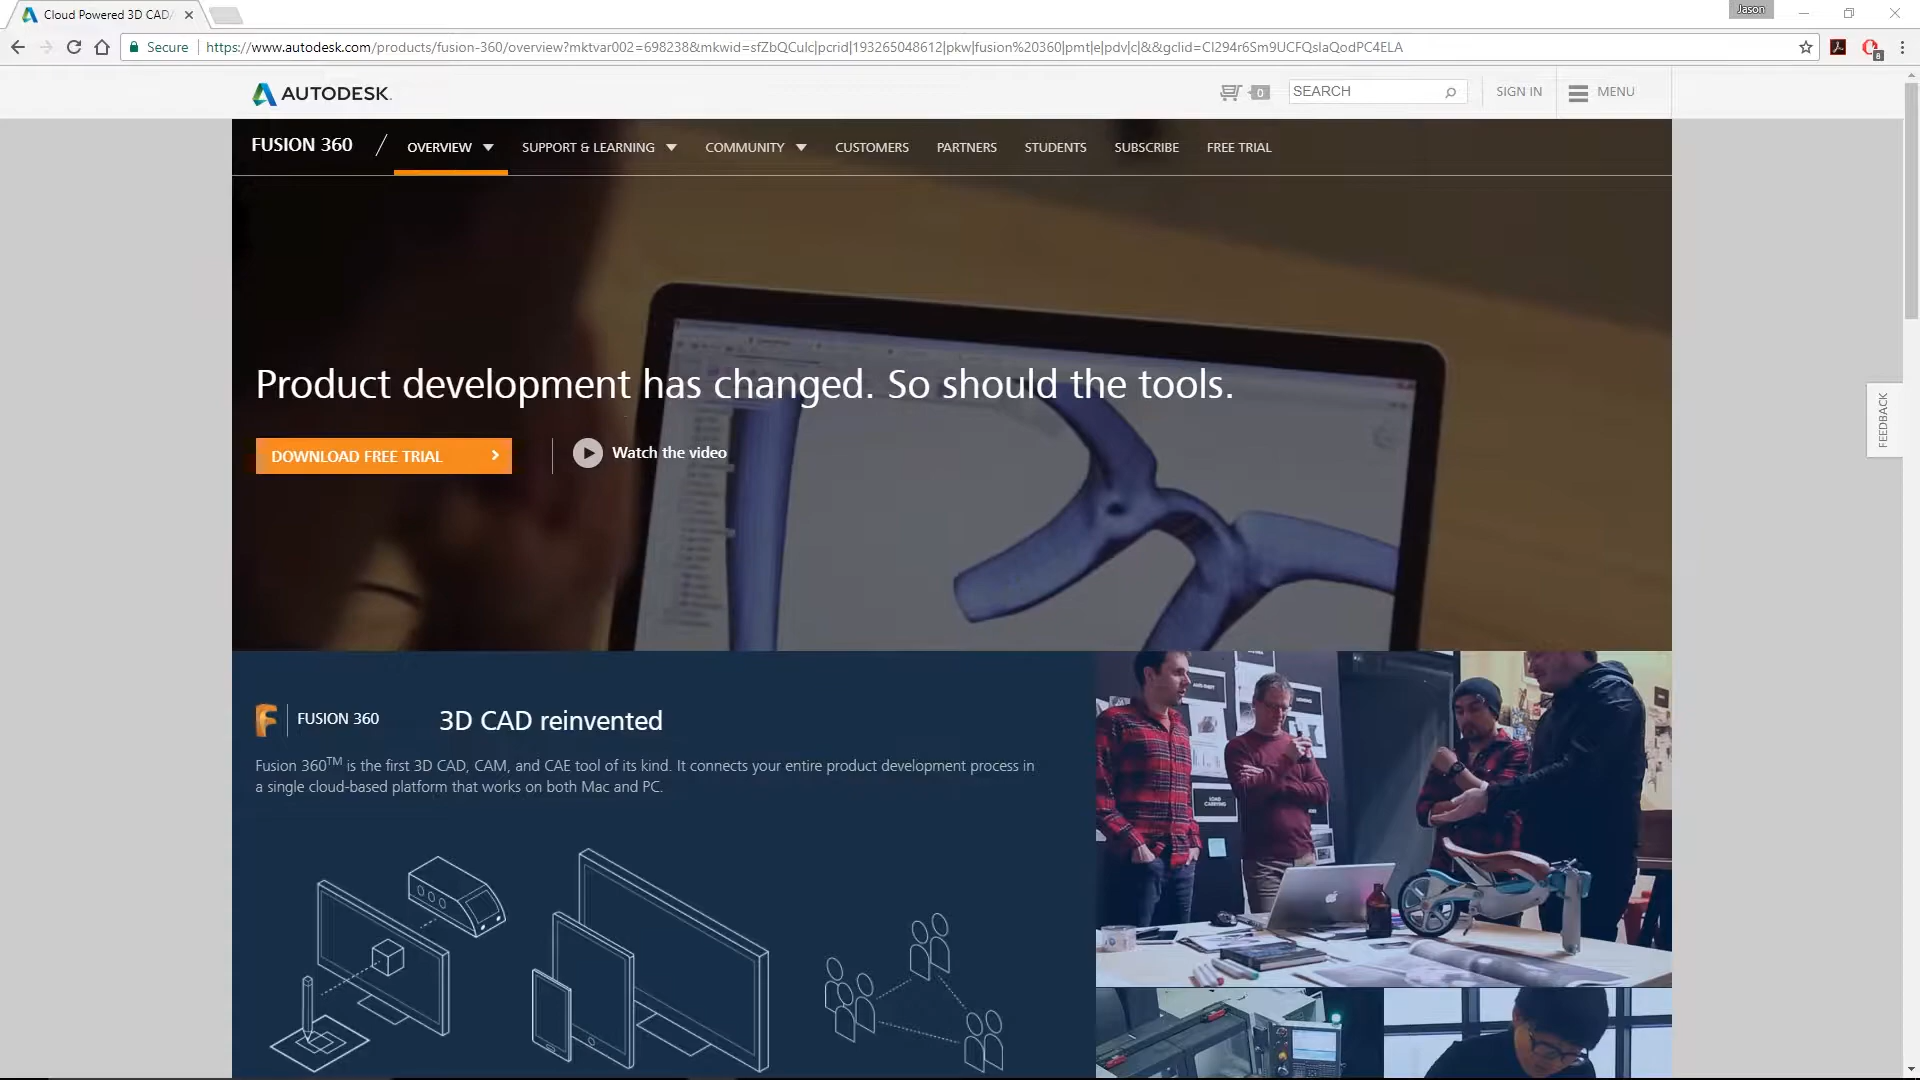 Cloud Powered 3D CAD/
Jason
Secure
https://www.autodesk.com/products/fusion-360/overview?mktvar002=698238&mkwid=sfZbQCulc|pcrid|193265048612|pkw|fusion%20360|pmt|e|pdv|c|&&gclid=CI294r6Sm9UCFQslaQodPC4ELA
8
AUTODESK
0
SEARCH
SIGN IN
MENU
FUSION 360
OVERVIEW
SUPPORT & LEARNING
COMMUNITY
CUSTOMERS
PARTNERS
STUDENTS
SUBSCRIBE
FREE TRIAL
Product development has changed. So should the tools.
DOWNLOAD FREE TRIAL
Watch the video
FEEDBACK
FUSION 360
3D CAD reinvented
Fusion 360TM is the first 3D CAD, CAM, and CAE tool of its kind. It connects your entire product development process in
a single cloud-based platform that works on both Mac and PC.
LOAD
CARRYING